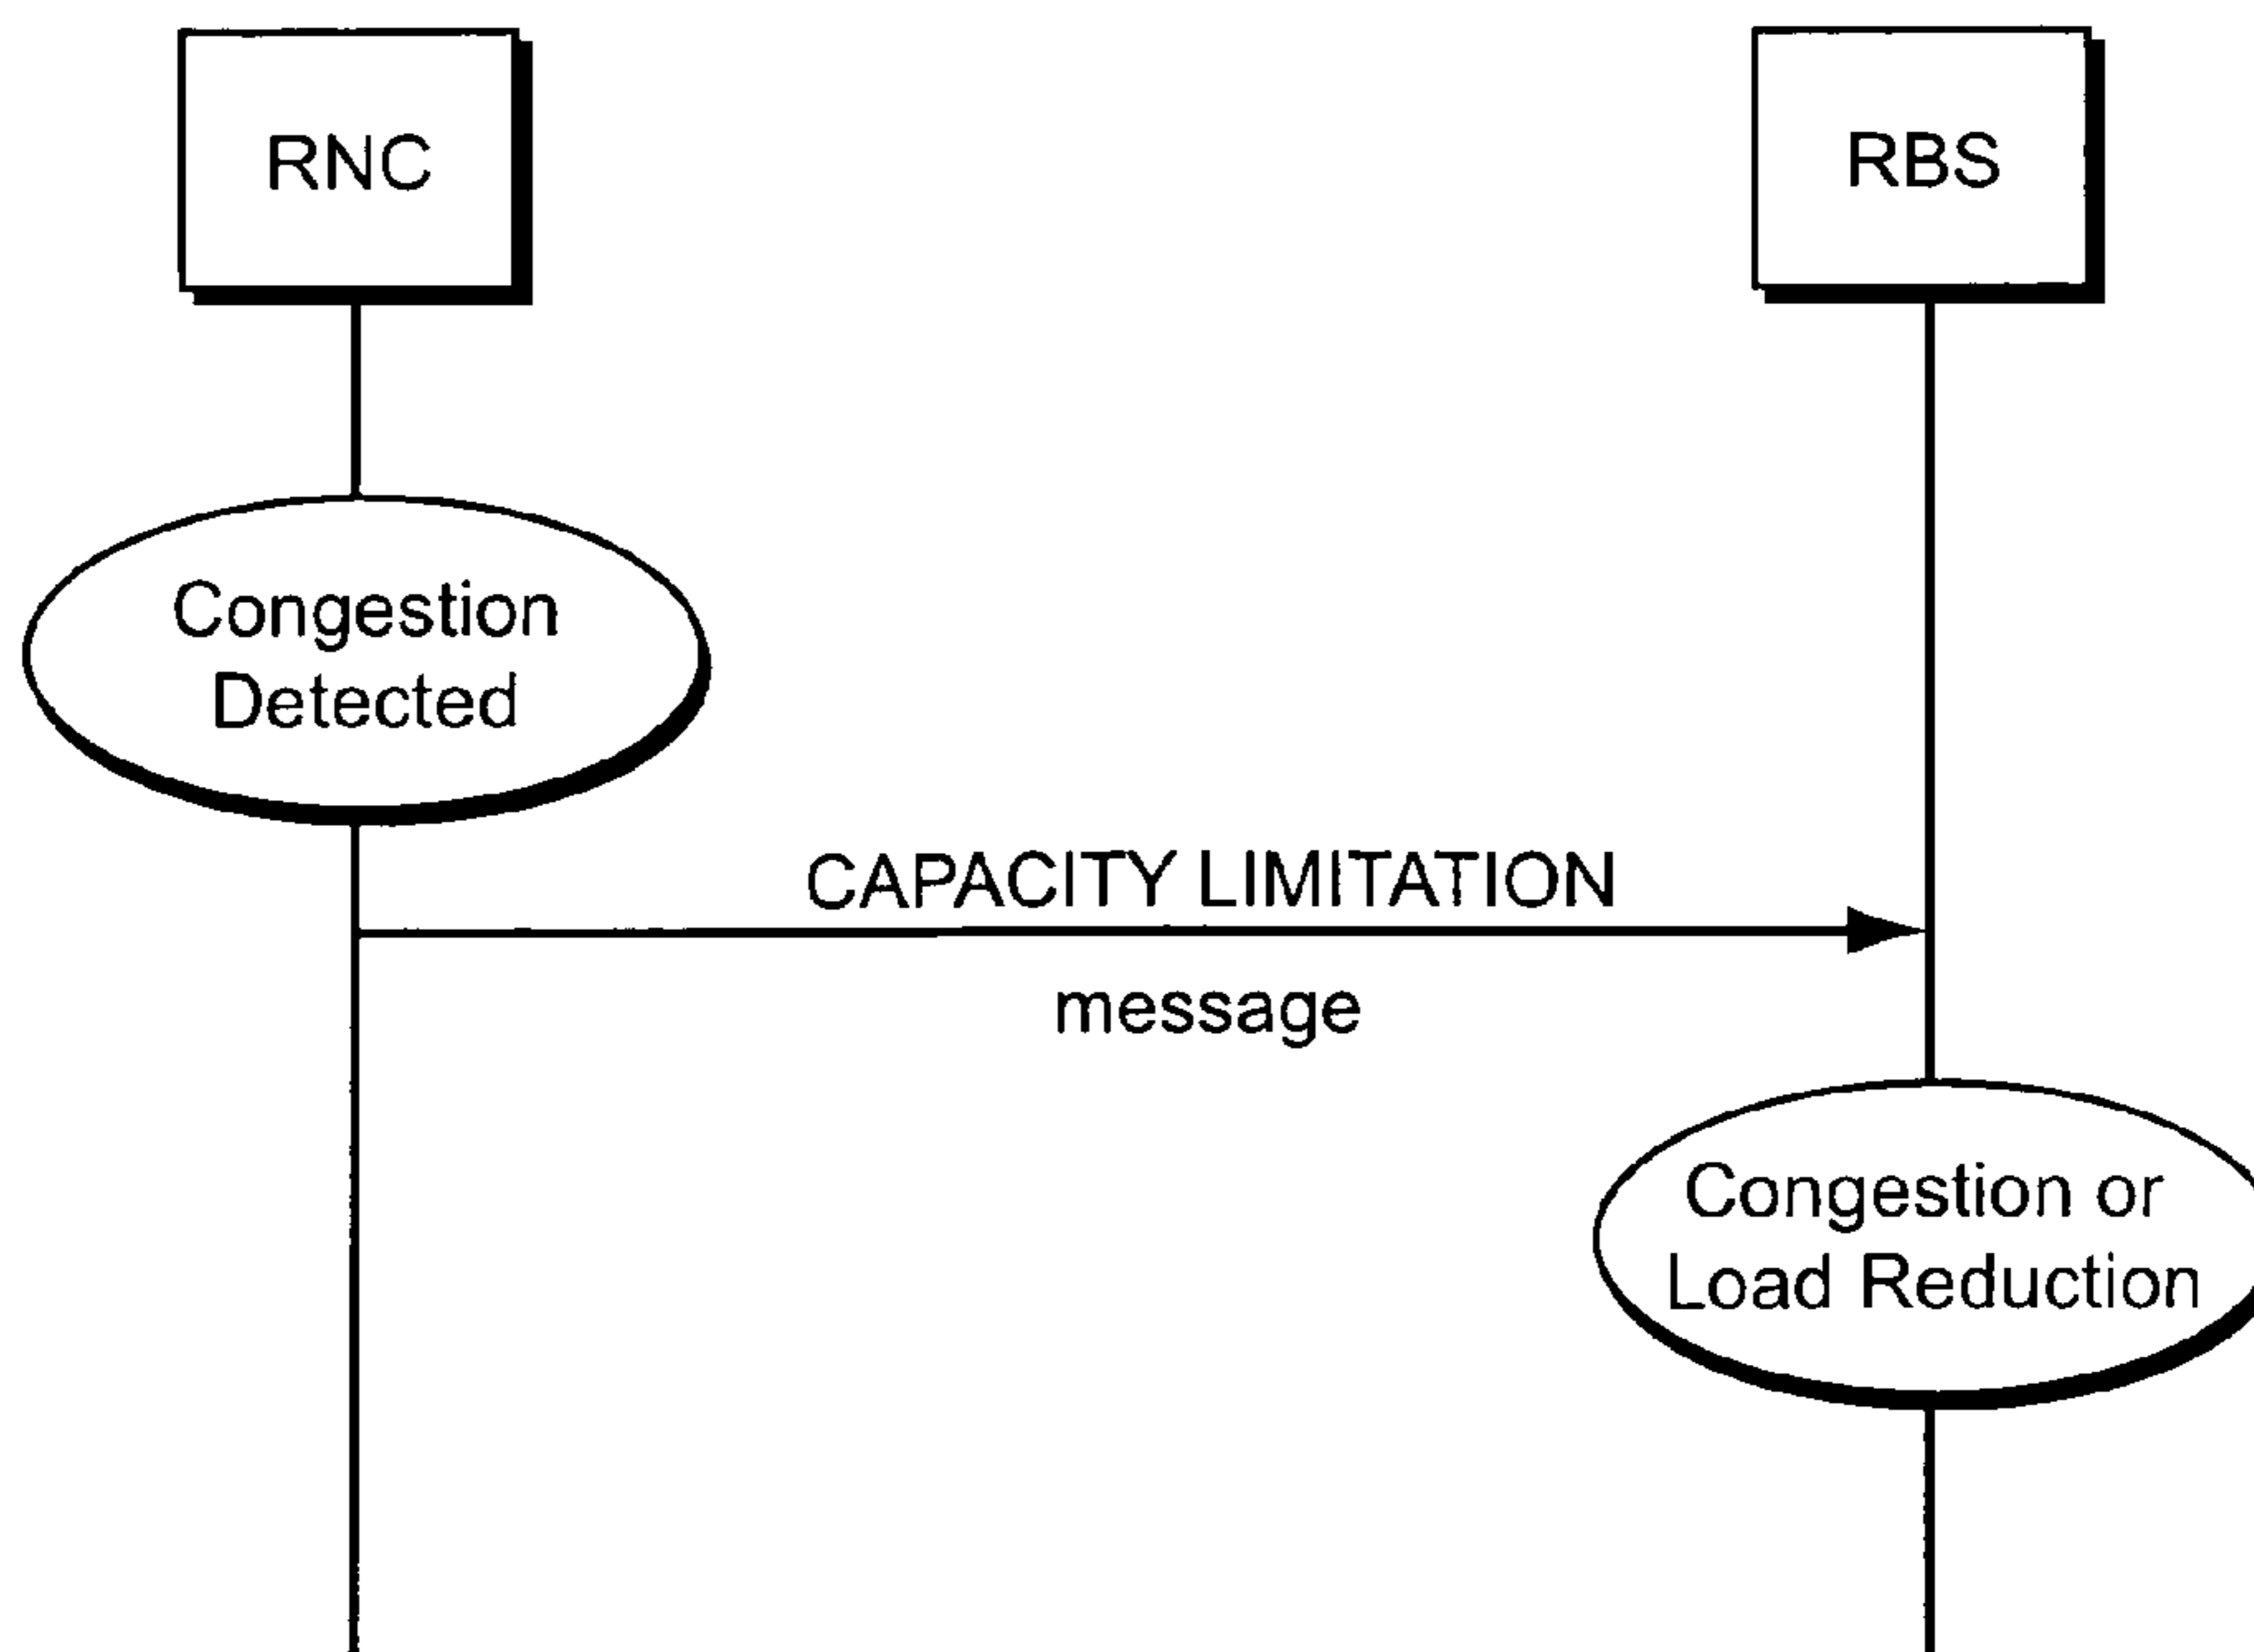 RNC
RBS
Congestion
Detected
CAPACITY LIMITATION
message
Congestion or
Load Reduction